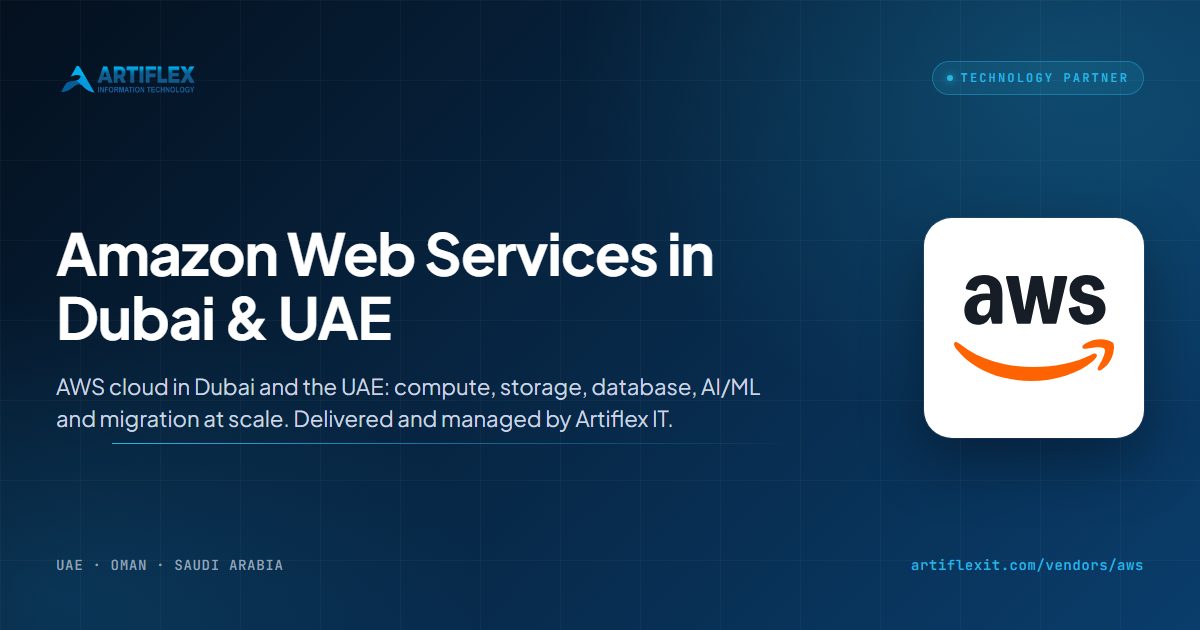 ARTIFLEX
INFORMATION TECHNOLOGY
TECHNOLOGY PARTNER
Amazon Web Services in
Dubai & UAE
AWS cloud in Dubai and the UAE: compute, storage, database, AI/ML
and migration at scale. Delivered and managed by Artiflex IT.
aws
UAE · OMAN · SAUDI ARABIA
artiflexit.com/vendors/aws